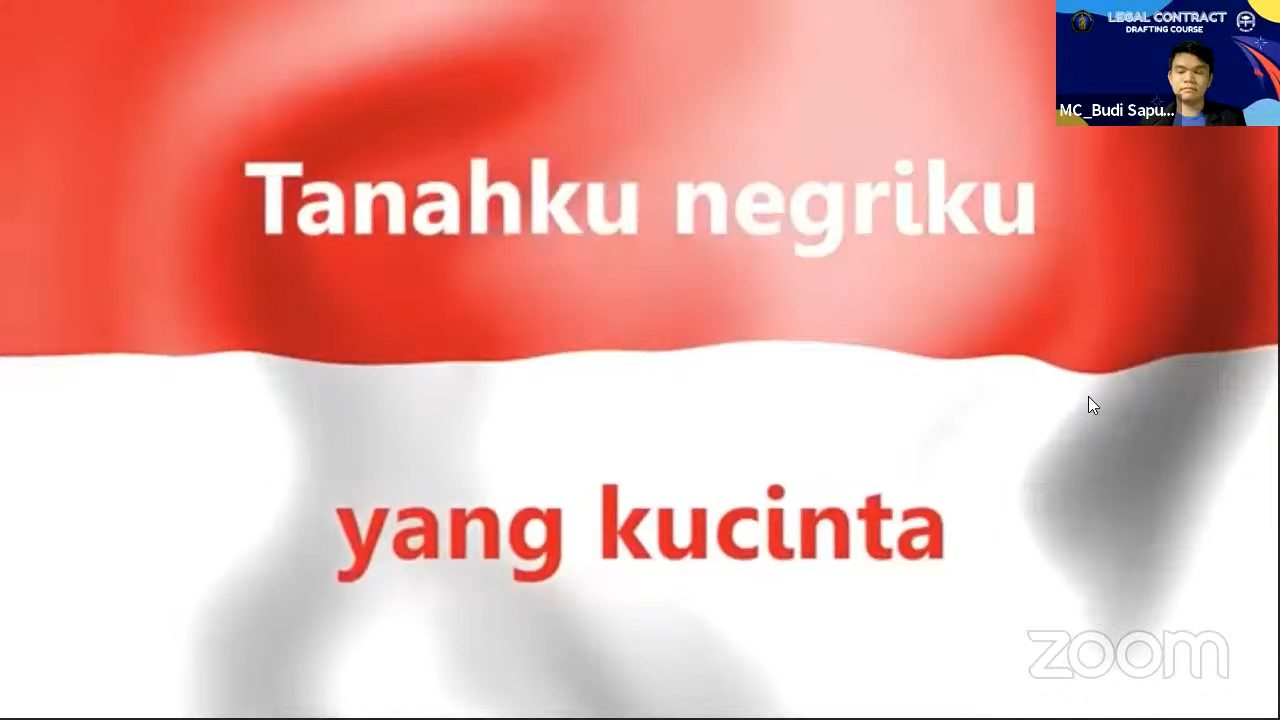 LEGAL CONTRACT
DRAFTING COURSE
MC_Budi Sapu...
Tanahku negriku
yang kucinta
zoom